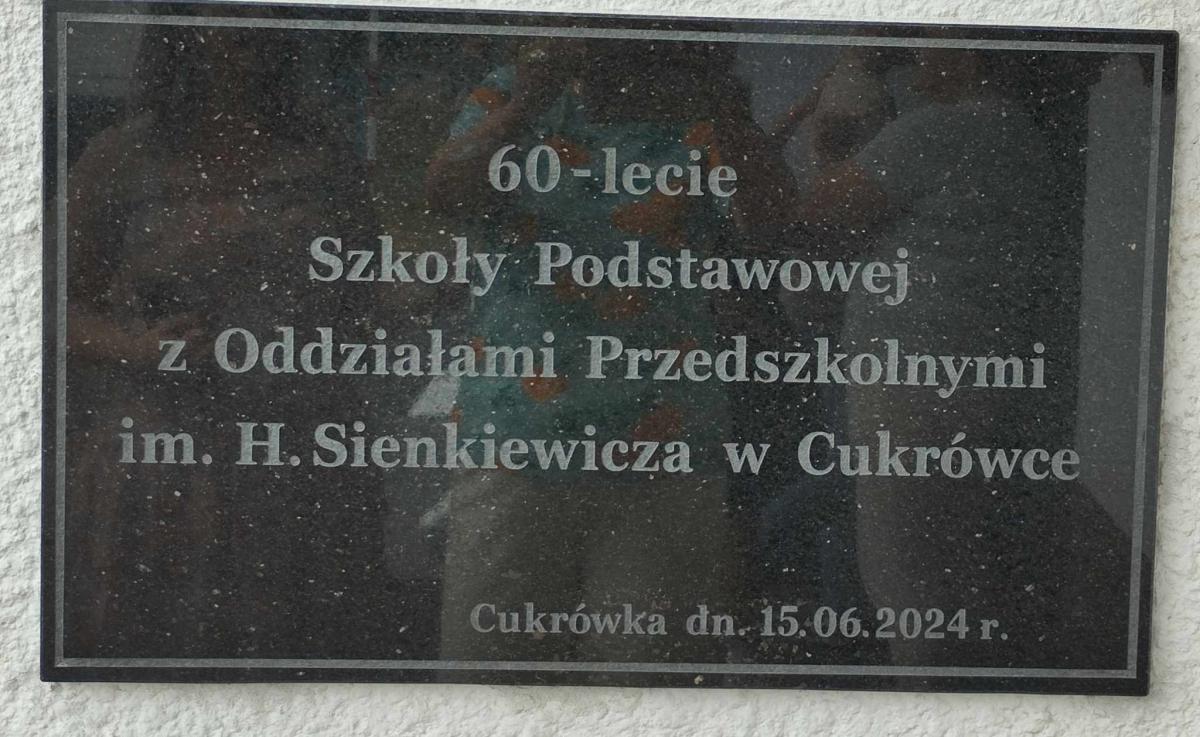 60-lecie
Szkoły Podstawowej
z Oddziałami Przedszkolnymi
im. H. Sienkiewicza w Cukrówce
Cukrówka dn. 15.06.2024 r.